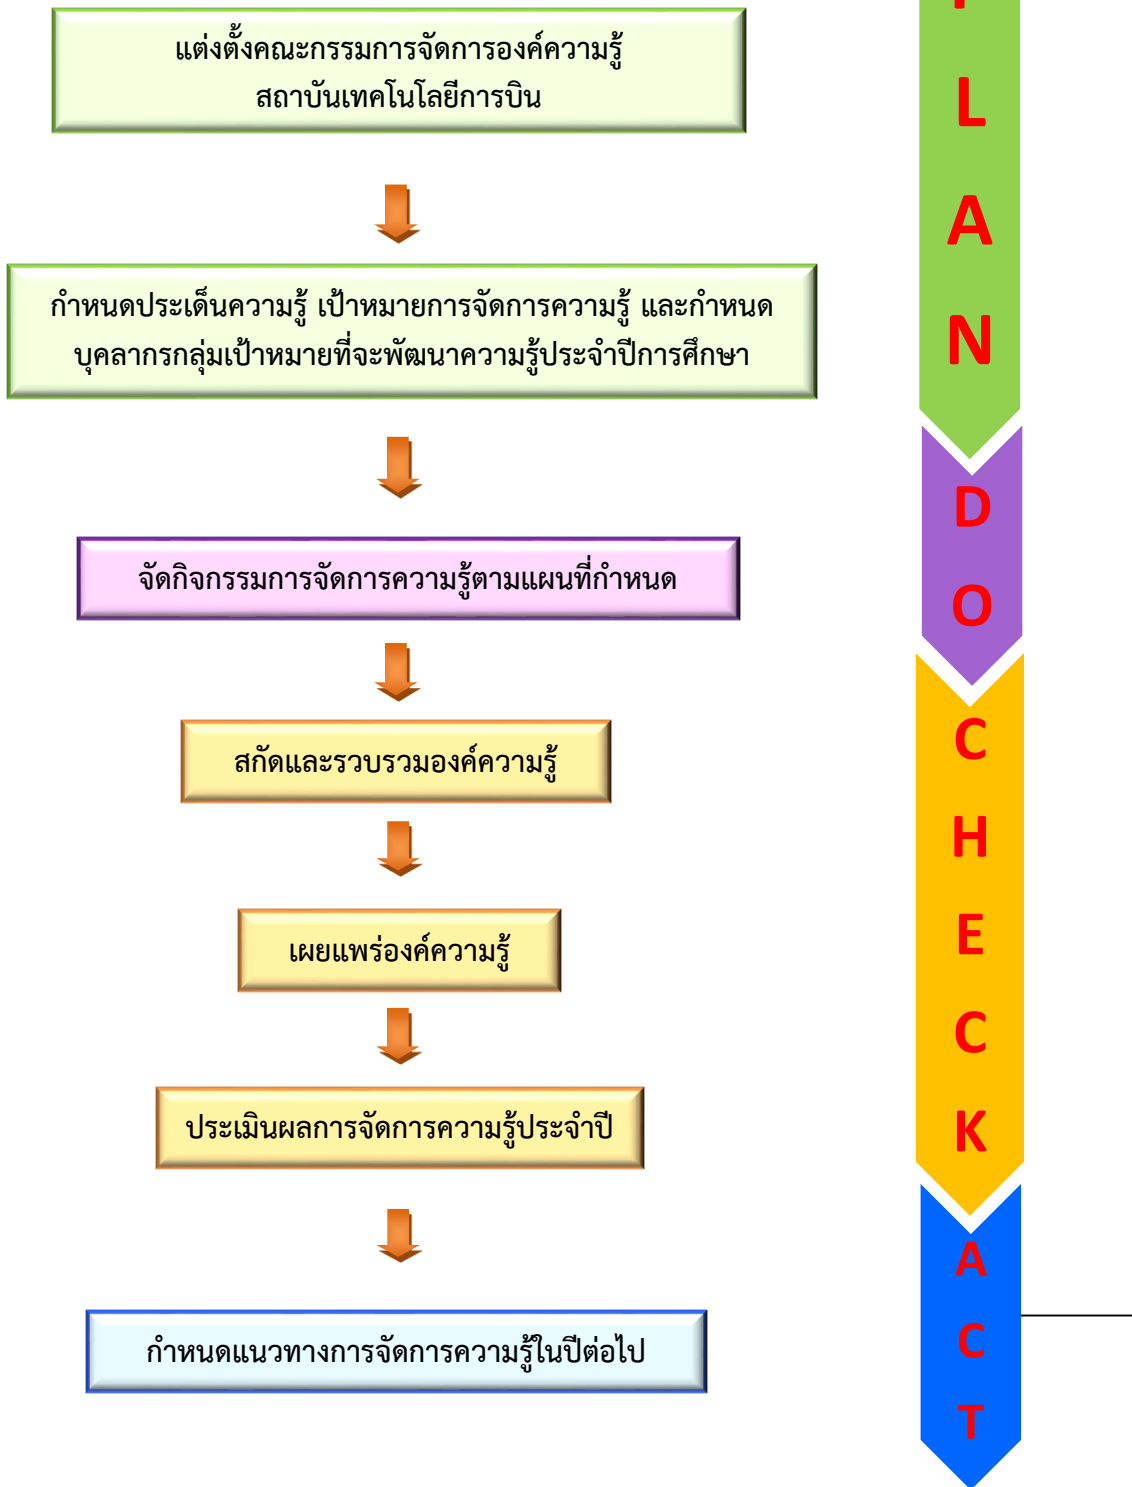 แต่งตั้งคณะกรรมการจัดการองค์ความรู้
สถาบันเทคโนโลยีการบิน
กำหนดประเด็นความรู้ เป้าหมายการจัดการความรู้ และกำหนด
บุคลากรกลุ่มเป้าหมายที่จะพัฒนาความรู้ประจำปีการศึกษา
จัดกิจกรรมการจัดการความรู้ตามแผนที่กำหนด
สกัดและรวบรวมองค์ความรู้
เผยแพร่องค์ความรู้
ประเมินผลการจัดการความรู้ประจำปี
กำหนดแนวทางการจัดการความรู้ในปีต่อไป
P
L
A
N
D
O
C
H
E
C
K
A
C
T